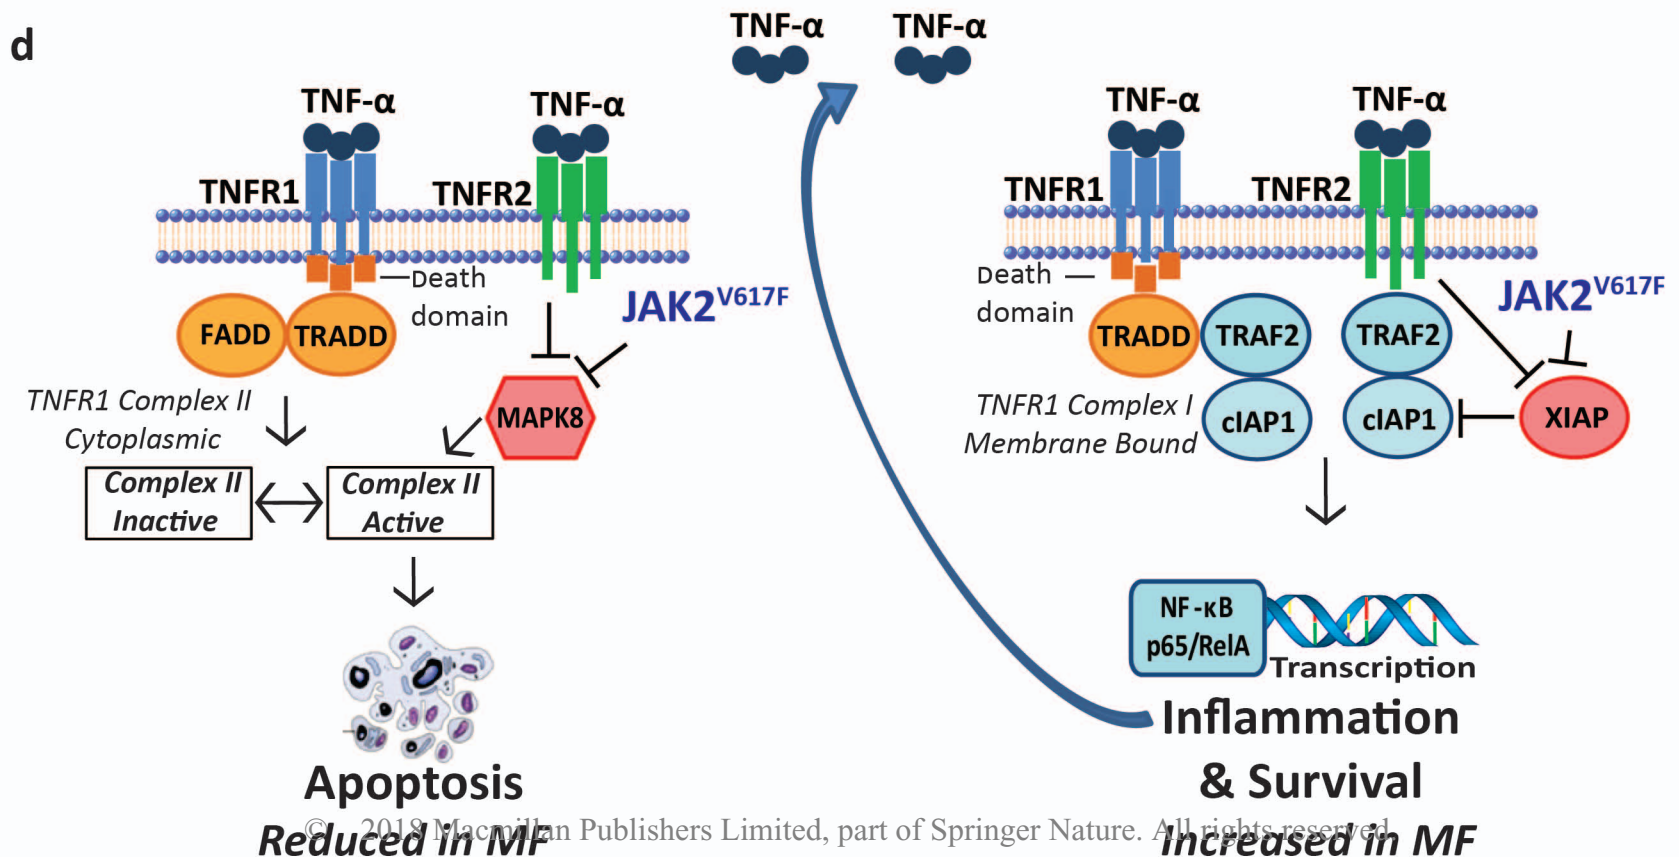 d
TNF-α
TNF-α
TNF-α
TNF-α
TNFR1
TNFR2
Death
domain
JAK2V617F
FADD
TRADD
TNFR1 Complex II
Cytoplasmic
MAPK8
Complex II
Inactive
Complex II
Active
Apoptosis
Reduced in MF
TNF-α
TNF-α
TNFR1
TNFR2
Death
domain
JAK2V617F
TRADD
TRAF2
TRAF2
TNFR1 Complex I
Membrane Bound
cIAP1
cIAP1
XIAP
NF-κB
p65/RelA
Transcription
Inflammation
& Survival
Increased in MF
© 2018 Macmillan Publishers Limited, part of Springer Nature. All rights reserved.